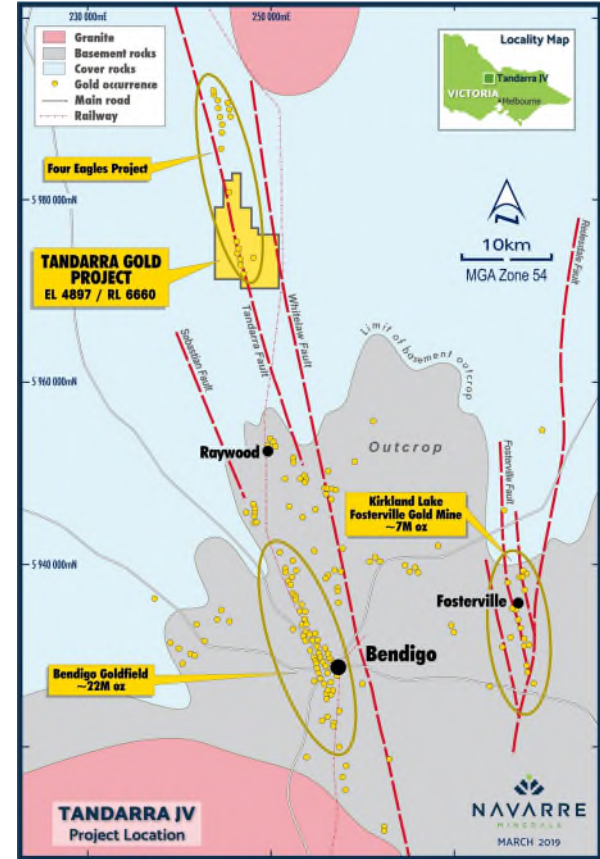 230 000mE
250 000mE
Granite
Basement rocks
Cover rocks
Gold occurrence
Main road
Railway
Locality Map
Tandarra JV
VICTORIA
Melbourne
Four Eagles Project
5 980 000mN
10km
MGA Zone 54
TANDARRA GOLD
PROJECT
EL 4897 / RL 6660
Redesdale Fault
Whitelaw Fault
Tandarra Fault
Sebastian Fault
Limit of basement outcrop
5 960 000mN
Raywood
Outcrop
Fosterville Fault
Kirkland Lake
Fosterville Gold Mine
~7M oz
5 940 000mN
Fosterville
Bendigo
Bendigo Goldfield
~22M oz
TANDARRA JV
Project Location
NAVARRE
MINERALS
MARCH 2019